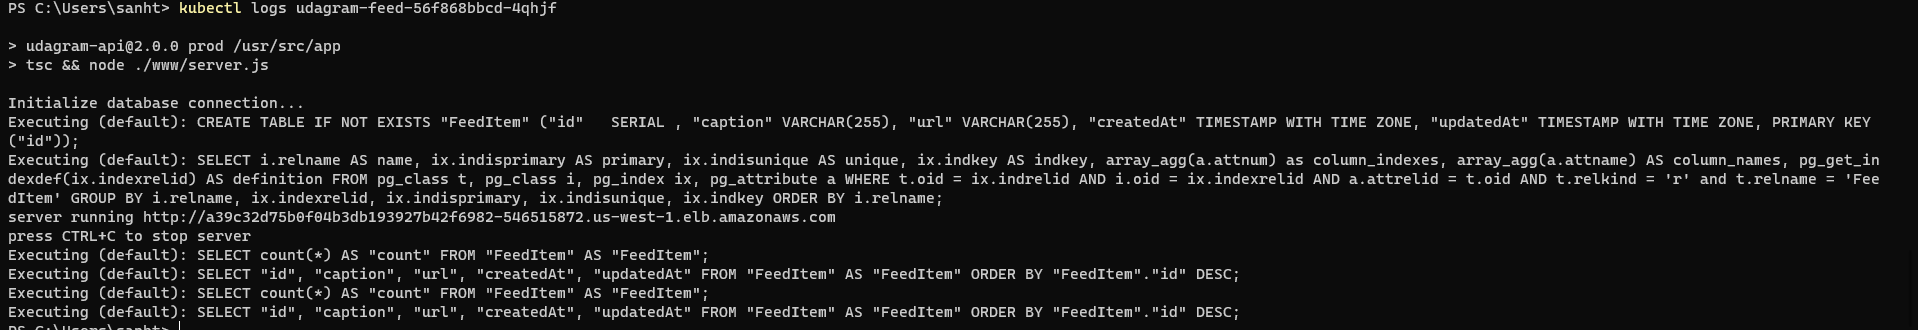 PS C:\Users\sanht> kubectl logs udagram-feed-56f868bbcd-4qhjf
> udagram-api@2.0.0 prod /usr/src/app
> tsc && node ./www/server.js
Initialize database connection...
Executing (default): CREATE TABLE IF NOT EXISTS "FeedItem" ("id"   SERIAL , "caption" VARCHAR(255), "url" VARCHAR(255), "createdAt" TIMESTAMP WITH TIME ZONE, "updatedAt" TIMESTAMP WITH TIME ZONE, PRIMARY KEY
("id"));
Executing (default): SELECT i.relname AS name, ix.indisprimary AS primary, ix.indisunique AS unique, ix.indkey AS indkey, array_agg(a.attnum) as column_indexes, array_agg(a.attname) AS column_names, pg_get_in
dexdef(ix.indexrelid) AS definition FROM pg_class t, pg_class i, pg_index ix, pg_attribute a WHERE t.oid = ix.indrelid AND i.oid = ix.indexrelid AND a.attrelid = t.oid AND t.relkind = 'r' and t.relname = 'Fee
dItem' GROUP BY i.relname, ix.indexrelid, ix.indisprimary, ix.indisunique, ix.indkey ORDER BY i.relname;
server running http://a39c32d75b0f04b3db193927b42f6982-546515872.us-west-1.elb.amazonaws.com
press CTRL+C to stop server
Executing (default): SELECT count(*) AS "count" FROM "FeedItem" AS "FeedItem";
Executing (default): SELECT "id", "caption", "url", "createdAt", "updatedAt" FROM "FeedItem" AS "FeedItem" ORDER BY "FeedItem"."id" DESC;
Executing (default): SELECT count(*) AS "count" FROM "FeedItem" AS "FeedItem";
Executing (default): SELECT "id", "caption", "url", "createdAt", "updatedAt" FROM "FeedItem" AS "FeedItem" ORDER BY "FeedItem"."id" DESC;
PS C:\Users\sanht>